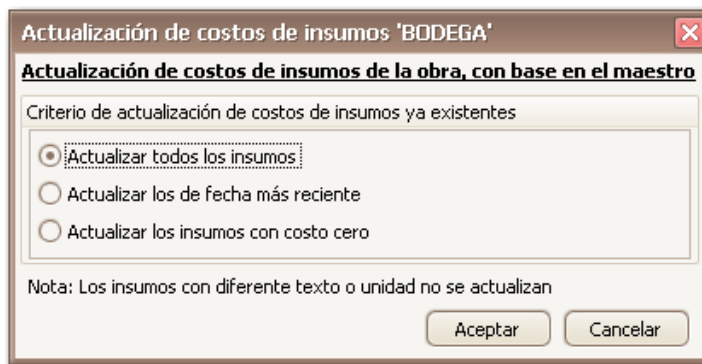 Actualización de costos de insumos 'BODEGA'
Actualización de costos de insumos de la obra, con base en el maestro
Criterio de actualización de costos de insumos ya existentes
Actualizar todos los insumos
Actualizar los de fecha más reciente
Actualizar los insumos con costo cero
Nota: Los insumos con diferente texto o unidad no se actualizan
Aceptar Cancelar